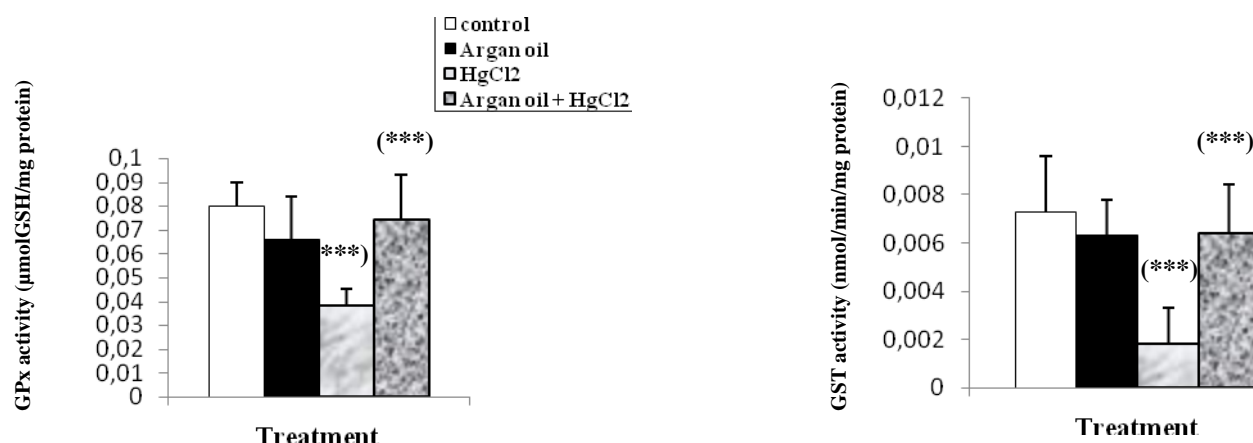 control
Argan oil
HgCl2
Argan oil + HgCl2
GPx activity (µmolGSH/mg protein)
0,1
0,09
0,08
0,07
0,06
0,05
0,04
0,03
0,02
0,01
0
***)
(***)
Treatment
GST activity (nmol/min/mg protein)
0,012
0,01
0,008
0,006
0,004
0,002
0
(***)
(***)
Treatment